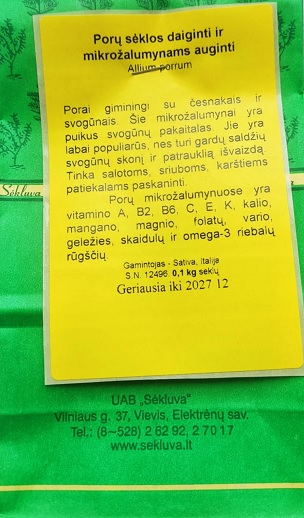 Porų sėklos daiginti ir
mikrožalumynams auginti
Allium porrum
Porai giminingi su česnakais ir
svogūnais. Šie mikrožalumynai yra
puikus svogūnų pakaitalas. Jie yra
labai populiarūs, nes turi gardų saldžių
svogūnų skonį ir patrauklią išvaizdą.
Tinka salotoms, sriuboms, karštiems
patiekalams paskaninti.
Porų mikrožalumynuose yra
vitamino A, B2, B6, C, E, K, kalio,
mangano, magnio, folatų, vario,
geležies, skaidulų ir omega-3 riebalų
rūgščių.
Gamintojas - Sativa, Italija
S.N. 12496. 0,1 kg sėklų
Geriausia iki 2027 12
Sėkluva
UAB „Sėkluva"
Vilniaus g. 37, Vievis, Elektrėnų sav.
Tel.: (8–528) 2 62 92, 2 70 17
www.sekluva.lt